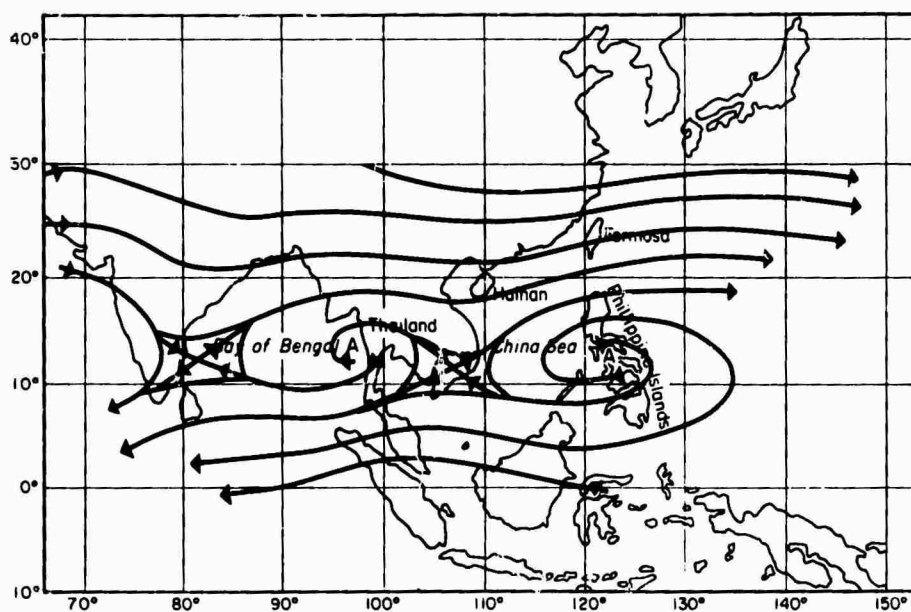 40°
30°
Formosa
20°
Hainan
Philippine Islands
Thailand
Bay of Bengal A
China Sea
A
10°
0°
10°
70° 80° 90° 100° 110° 120° 130° 140° 150°